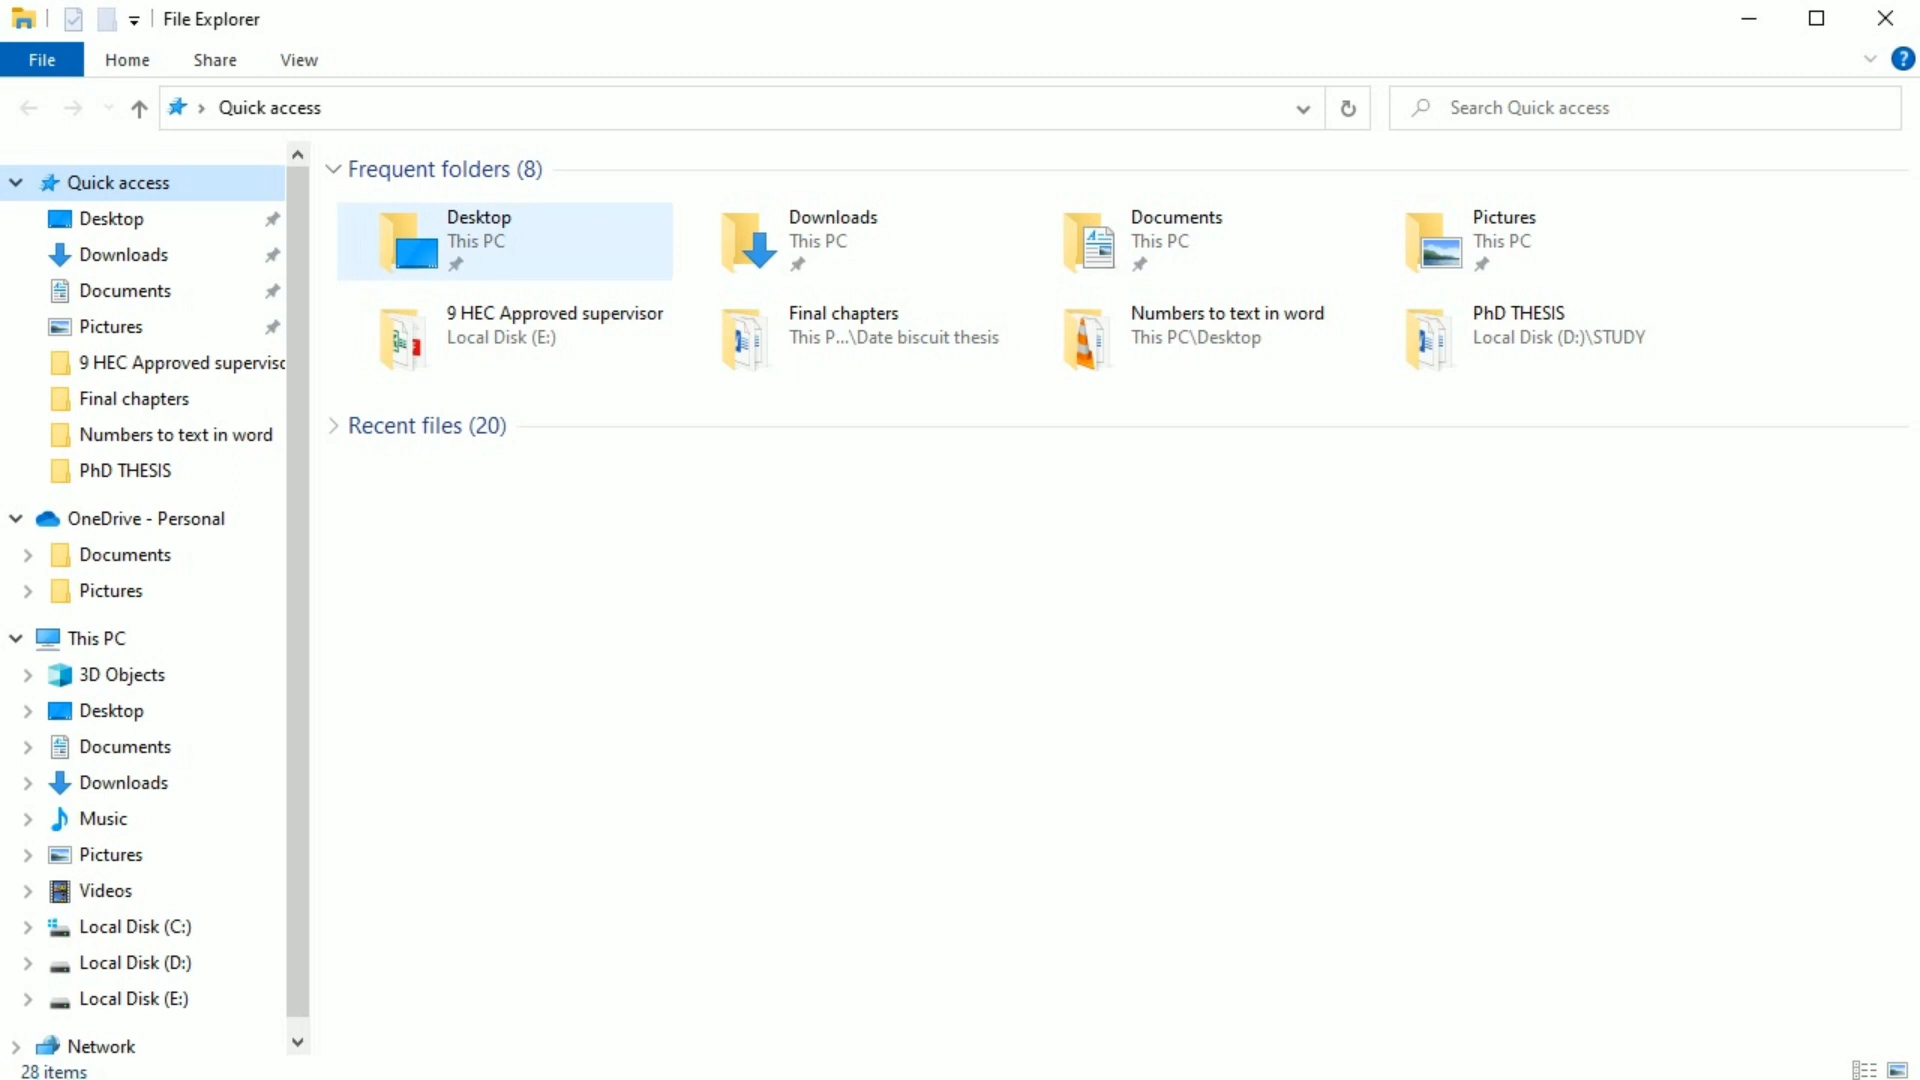 File Explorer
File Home Share View
Quick access
Search Quick access
Quick access
Desktop
Downloads
Documents
Pictures
9 HEC Approved superviso
Final chapters
Numbers to text in word
PhD THESIS
OneDrive - Personal
Documents
Pictures
This PC
3D Objects
Desktop
Documents
Downloads
Music
Pictures
Videos
Local Disk (C:)
Local Disk (D:)
Local Disk (E:)
Network
Frequent folders (8)
Desktop
This PC
Downloads
This PC
Documents
This PC
Pictures
This PC
9 HEC Approved supervisor
Local Disk (E:)
Final chapters
This P...\Date biscuit thesis
Numbers to text in word
This PC\Desktop
PhD THESIS
Local Disk (D:)\STUDY
Recent files (20)
28 items